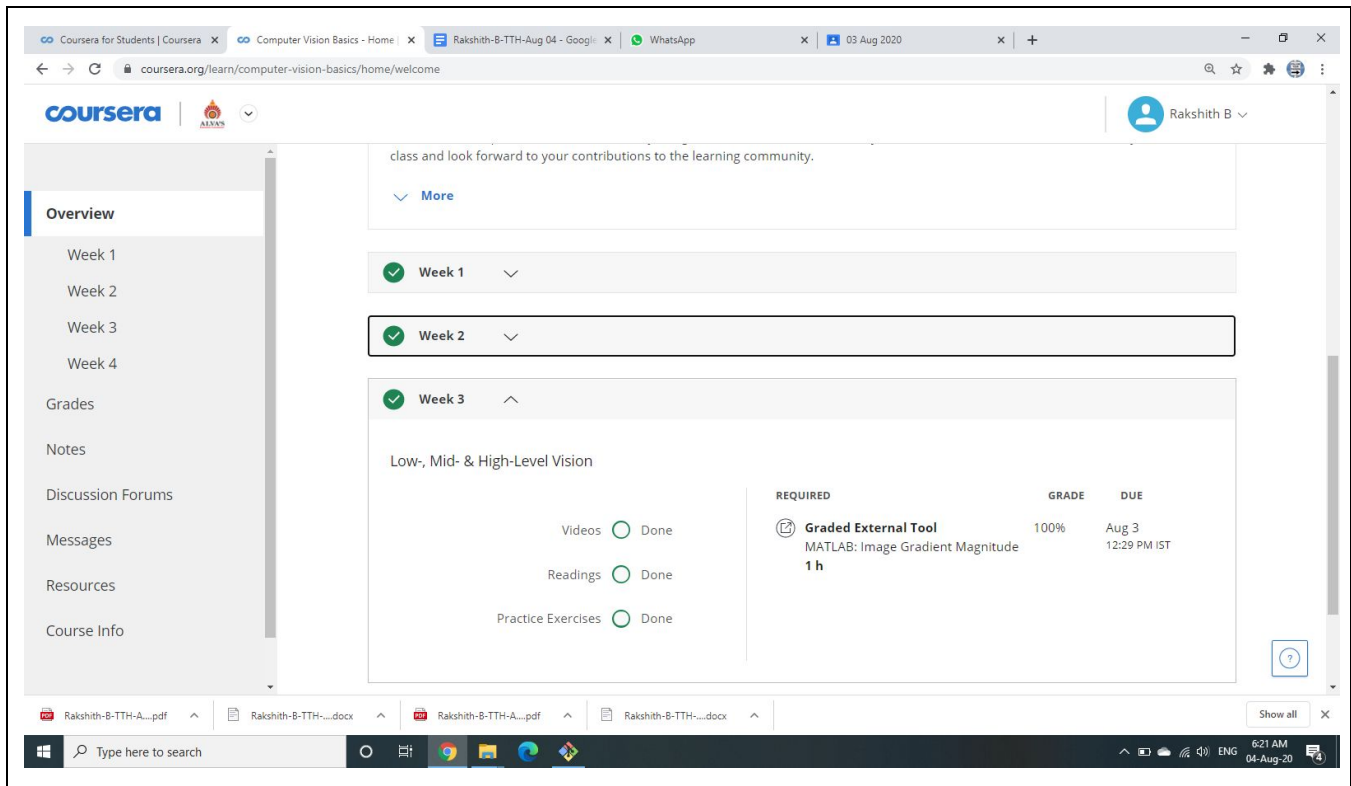 Coursera for Students | Coursera
Computer Vision Basics - Home |
Rakshith-B-TTH-Aug 04 - Google
WhatsApp
03 Aug 2020
coursera.org/learn/computer-vision-basics/home/welcome
coursera
ALVA'S
Rakshith B
class and look forward to your contributions to the learning community.
More
Overview
Week 1
Week 2
Week 3
Week 4
Grades
Notes
Discussion Forums
Messages
Resources
Course Info
Week 1
Week 2
Week 3
Low-, Mid- & High-Level Vision
Videos Done
Readings Done
Practice Exercises Done
REQUIRED GRADE DUE
Graded External Tool 100% Aug 3
MATLAB: Image Gradient Magnitude 12:29 PM IST
1 h
?
Rakshith-B-TTH-A....pdf
Rakshith-B-TTH-....docx
Rakshith-B-TTH-A....pdf
Rakshith-B-TTH-....docx
Show all
Type here to search
ENG
6:21 AM
04-Aug-20
4